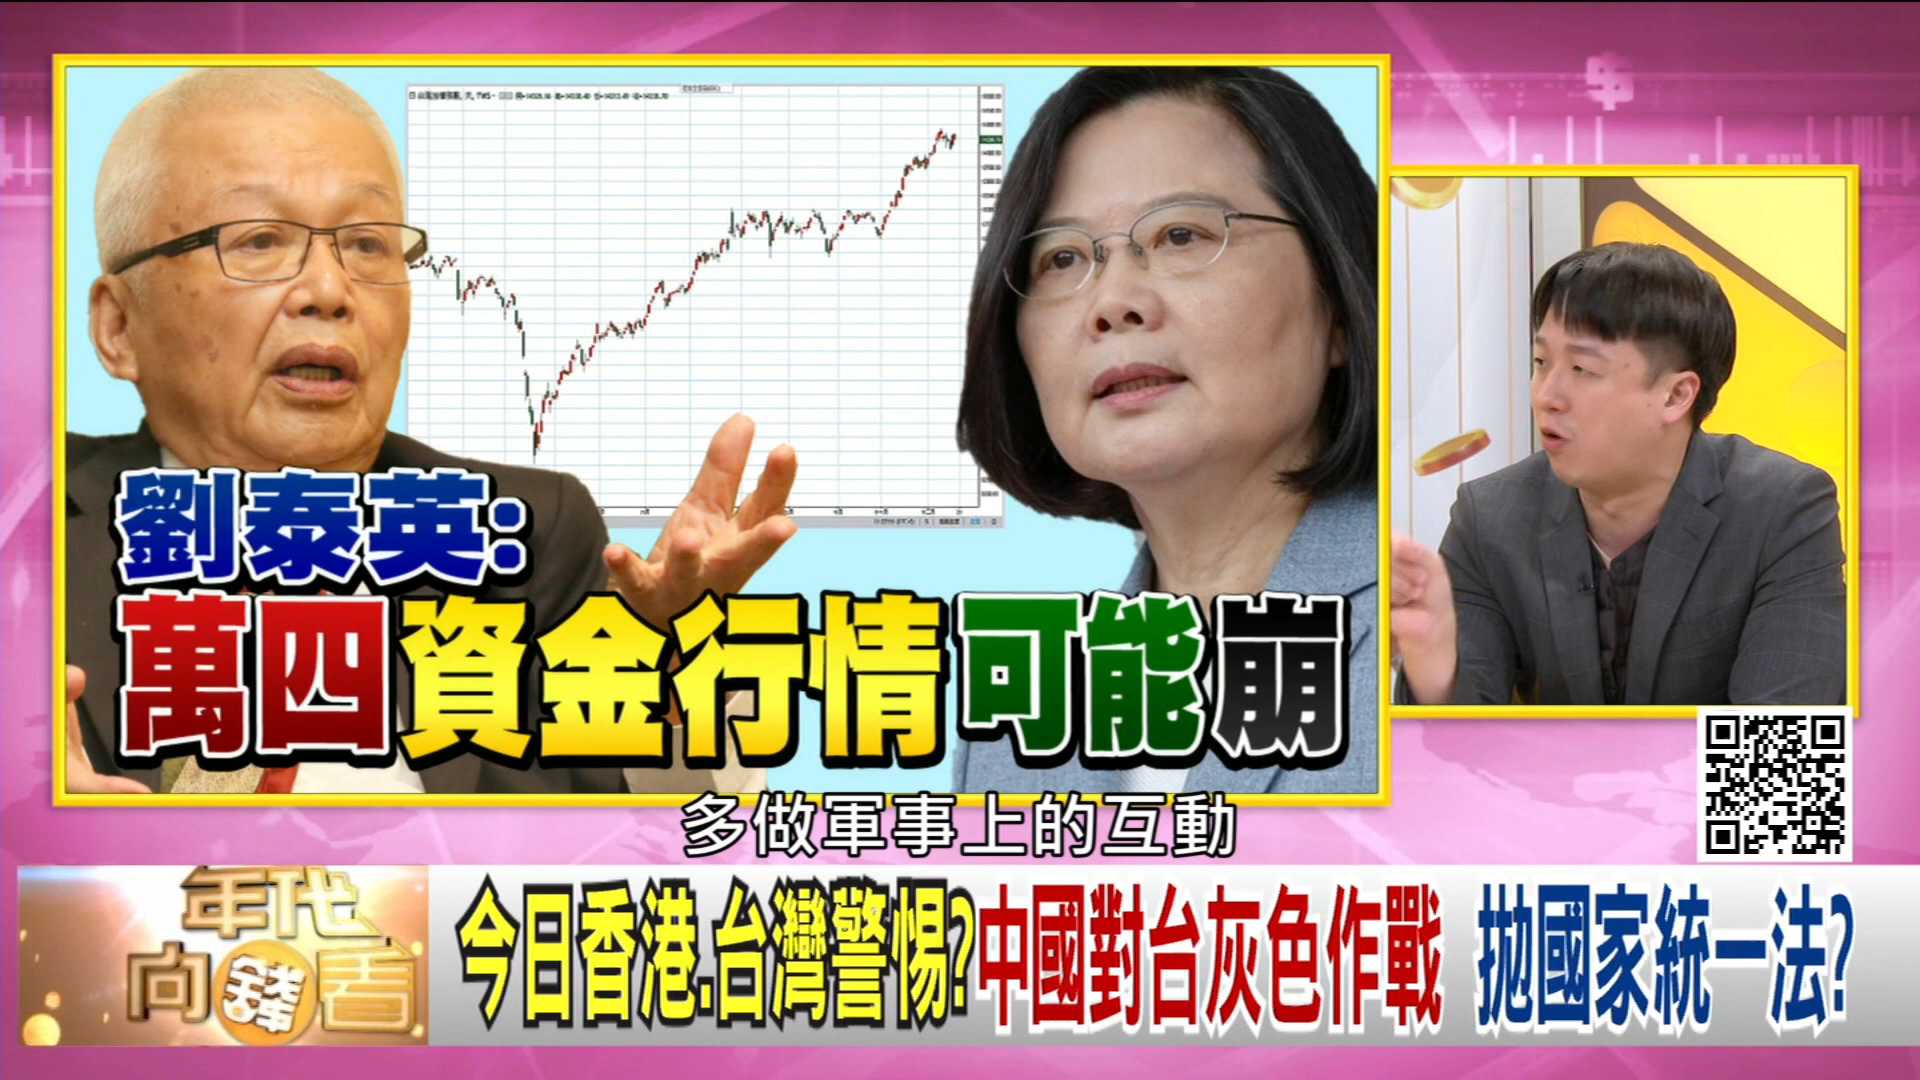 劉泰英:
萬四資金行情可能崩
多做軍事上的互動
年代
向錢看
今日香港.台灣警惕?中國對台灰色作戰 拋國家統一法?